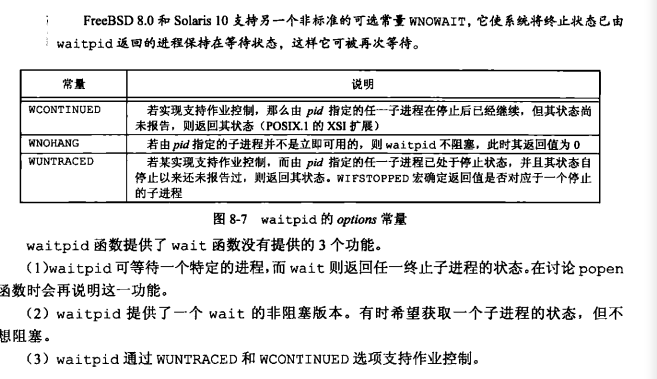 FreeBSD 8.0 和 Solaris 10 支持另一个非标准的可选常量 WNOWAIT，它使系统将终止状态已由
waitpid 返回的进程保持在等待状态，这样它可被再次等待。
常量 说明
WCONTINUED 若实现支持作业控制，那么由 pid 指定的任一子进程在停止后已经继续，但其状态尚
未报告，则返回其状态（POSIX.1 的 XSI 扩展）
WNOHANG 若由 pid 指定的子进程并不是立即可用的，则 waitpid 不阻塞，此时其返回值为 0
WUNTRACED 若某实现支持作业控制，而由 pid 指定的任一子进程已处于停止状态，并且其状态自
停止以来还未报告过，则返回其状态。WIFSTOPPED 宏确定返回值是否对应于一个停止
的子进程
图 8-7 waitpid 的 options 常量
waitpid 函数提供了 wait 函数没有提供的 3 个功能。
（1)waitpid 可等待一个特定的进程，而 wait 则返回任一终止子进程的状态。在讨论 popen
函数时会再说明这一功能。
（2）waitpid 提供了一个 wait 的非阻塞版本。有时希望获取一个子进程的状态，但不
想阻塞。
（3）waitpid 通过 WUNTRACED 和 WCONTINUED 选项支持作业控制。